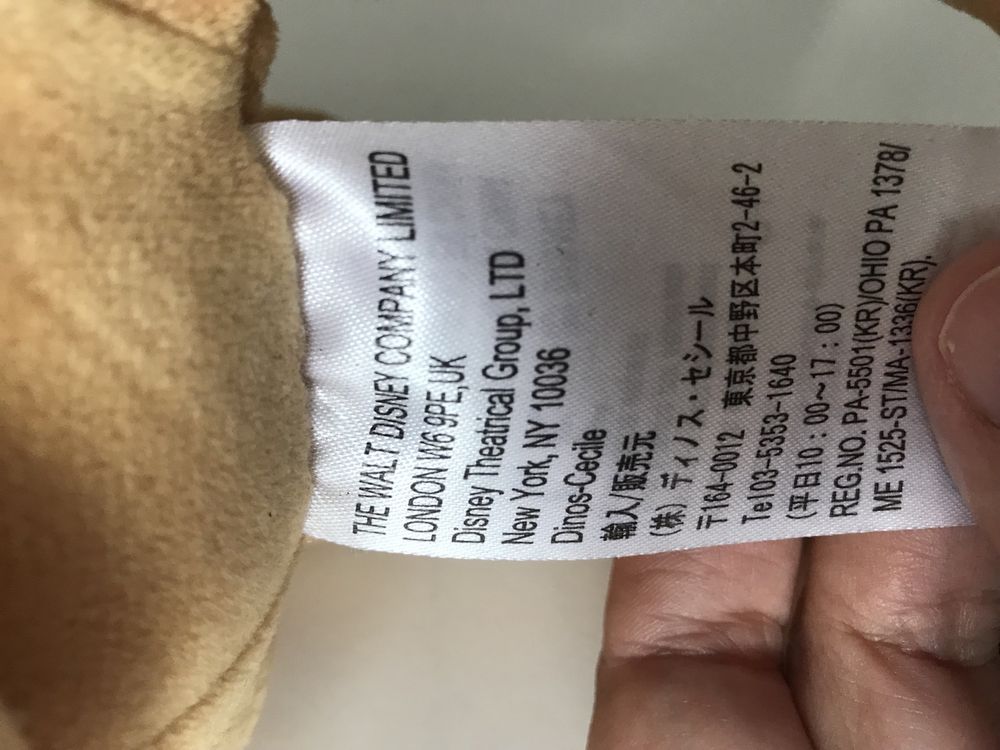 THE WALT DISNEY COMPANY LIMITED
LONDON W6 9PE,UK
Disney Theatrical Group, LTD
New York, NY 10036
Dinos-Cecile
輸入/販売元
(株) ディノス・セシール
〒164-0012 東京都中野区本町2-46-2
Tel03-5353-1640
(平日10:00~17:00)
REG.NO. PA-5501(KR)/OHIO PA 1378/
ME 1525-ST/MA-1336(KR).